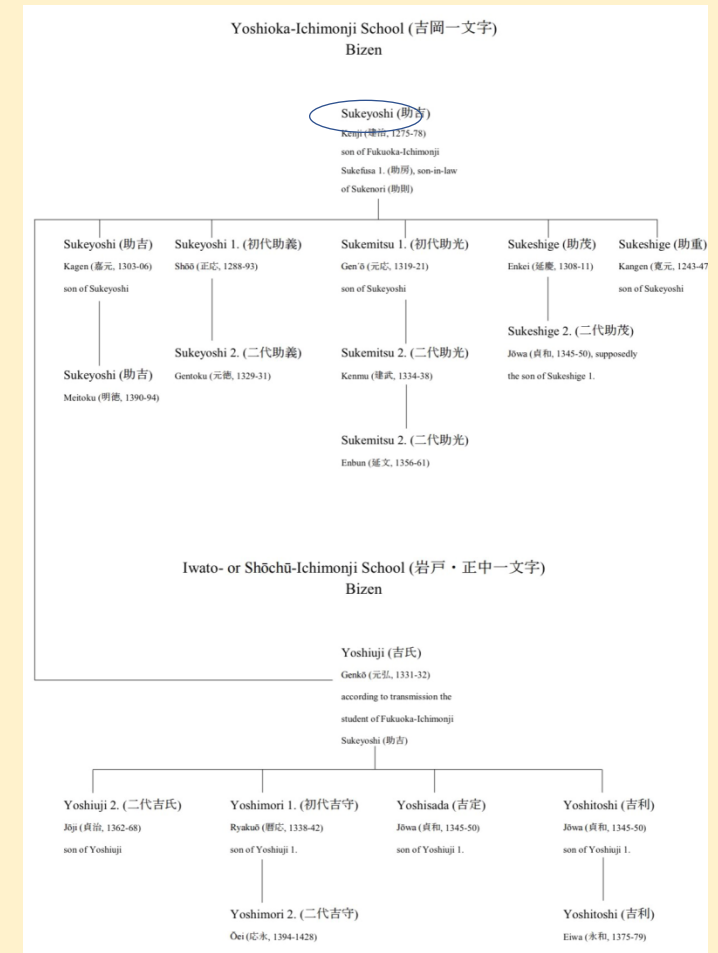 Yoshioka-Ichimonji School (吉岡一文字)
Bizen
Sukeyoshi (助吉)
Kenji (建治, 1275-78)
son of Fukuoka-Ichimonji
Sukefusa 1. (助房), son-in-law
of Sukenori (助則)
Sukeyoshi (助吉)
Kagen (嘉元, 1303-06)
son of Sukeyoshi
Sukeyoshi 1. (初代助義)
Shōō (正応, 1288-93)
Sukemitsu 1. (初代助光)
Gen'ō (元応, 1319-21)
son of Sukeyoshi
Sukeshige (助茂)
Enkei (延慶, 1308-11)
Sukeshige (助重)
Kangen (寛元, 1243-47
son of Sukeyoshi
Sukeyoshi (助吉)
Meitoku (明徳, 1390-94)
Sukeyoshi 2. (二代助義)
Gentoku (元徳, 1329-31)
Sukemitsu 2. (二代助光)
Kenmu (建武, 1334-38)
Sukeshige 2. (二代助茂)
Jōwa (貞和, 1345-50), supposedly
the son of Sukeshige 1.
Sukemitsu 2. (二代助光)
Enbun (延文, 1356-61)
Iwato- or Shōchū-Ichimonji School (岩戸・正中一文字)
Bizen
Yoshiuji (吉氏)
Genkō (元弘, 1331-32)
according to transmission the
student of Fukuoka-Ichimonji
Sukeyoshi (助吉)
Yoshiuji 2. (二代吉氏)
Jōji (貞治, 1362-68)
son of Yoshiuji
Yoshimori 1. (初代吉守)
Ryakuō (暦応, 1338-42)
son of Yoshiuji 1.
Yoshisada (吉定)
Jōwa (貞和, 1345-50)
son of Yoshiuji 1.
Yoshitoshi (吉利)
Jōwa (貞和, 1345-50)
son of Yoshiuji 1.
Yoshimori 2. (二代吉守)
Ōei (応永, 1394-1428)
Yoshitoshi (吉利)
Eiwa (永和, 1375-79)